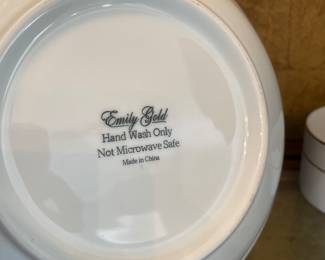 Emily Gold
Hand Wash Only
Not Microwave Safe
Made in China